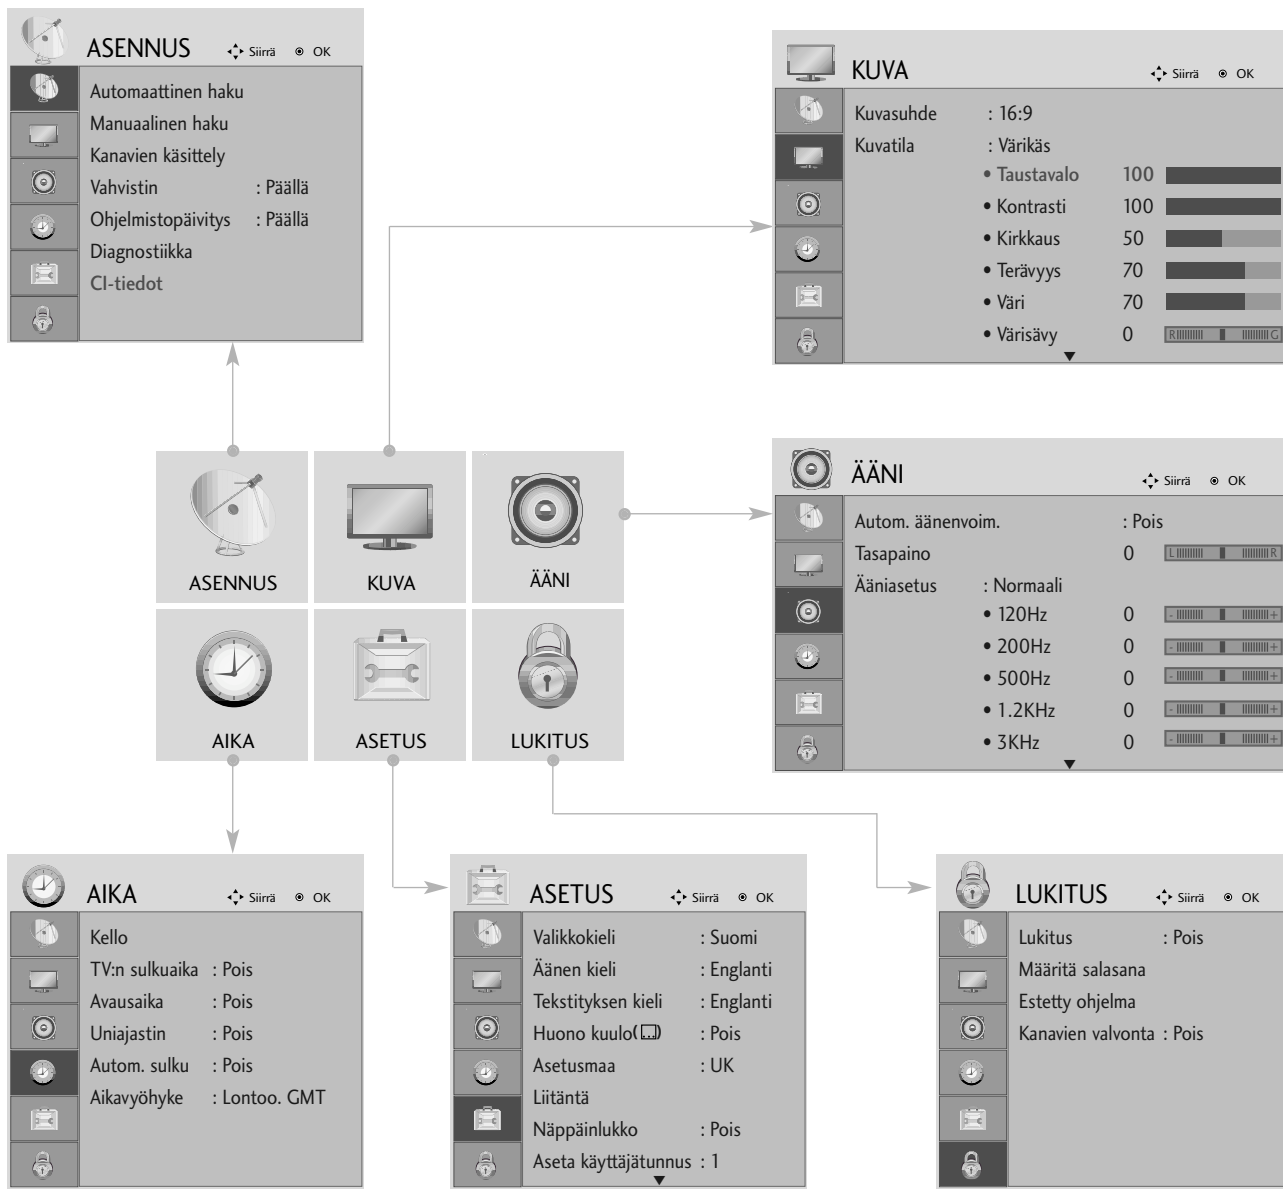 ASENNUS
Siirrä OK
Automaattinen haku
Manuaalinen haku
Kanavien käsittely
Vahvistin : Päällä
Ohjelmistopäivitys : Päällä
Diagnostiikka
CI-tiedot
KUVA
Siirrä OK
Kuvasuhde : 16:9
Kuvatila : Värikäs
• Taustavalo 100
• Kontrasti 100
• Kirkkaus 50
• Terävyys 70
• Väri 70
• Värisävy 0 R G
ASENNUS
KUVA
ÄÄNI
AIKA
ASETUS
LUKITUS
ÄÄNI
Siirrä OK
Autom. äänenvoim. : Pois
Tasapaino 0 L R
Ääniasetus : Normaali
• 120Hz 0 - +
• 200Hz 0 - +
• 500Hz 0 - +
• 1.2KHz 0 - +
• 3KHz 0 - +
AIKA
Siirrä OK
Kello
TV:n sulkuaika : Pois
Avausaika : Pois
Uniajastin : Pois
Autom. sulku : Pois
Aikavyöhyke : Lontoo. GMT
ASETUS
Siirrä OK
Valikkokieli : Suomi
Äänen kieli : Englanti
Tekstityksen kieli : Englanti
Huono kuulo( ) : Pois
Asetusmaa : UK
Liitäntä
Näppäinlukko : Pois
Aseta käyttäjätunnus : 1
LUKITUS
Siirrä OK
Lukitus : Pois
Määritä salasana
Estetty ohjelma
Kanavien valvonta : Pois